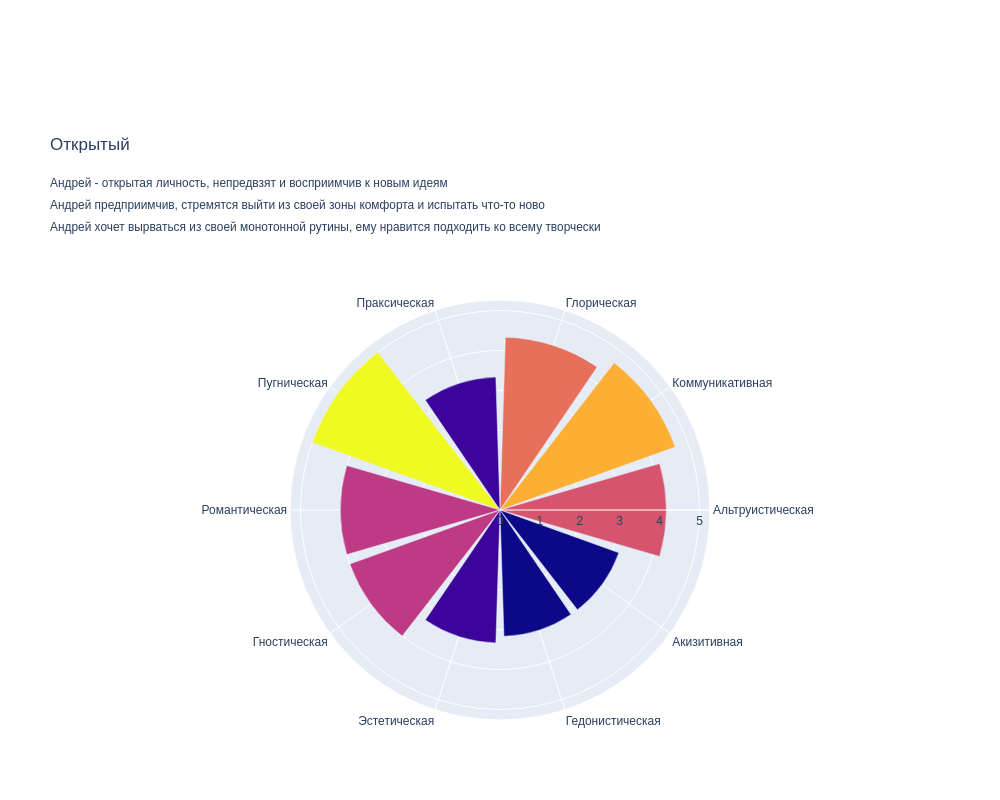 Открытый
Андрей - открытая личность, непредвзят и восприимчив к новым идеям
Андрей предприимчив, стремятся выйти из своей зоны комфорта и испытать что-то ново
Андрей хочет вырваться из своей монотонной рутины, ему нравится подходить ко всему творчески
Праксическая
Глорическая
Пугническая
Коммуникативная
Романтическая
Альтруистическая
1 2 3 4 5
Гностическая
Акизитивная
Эстетическая
Гедонистическая